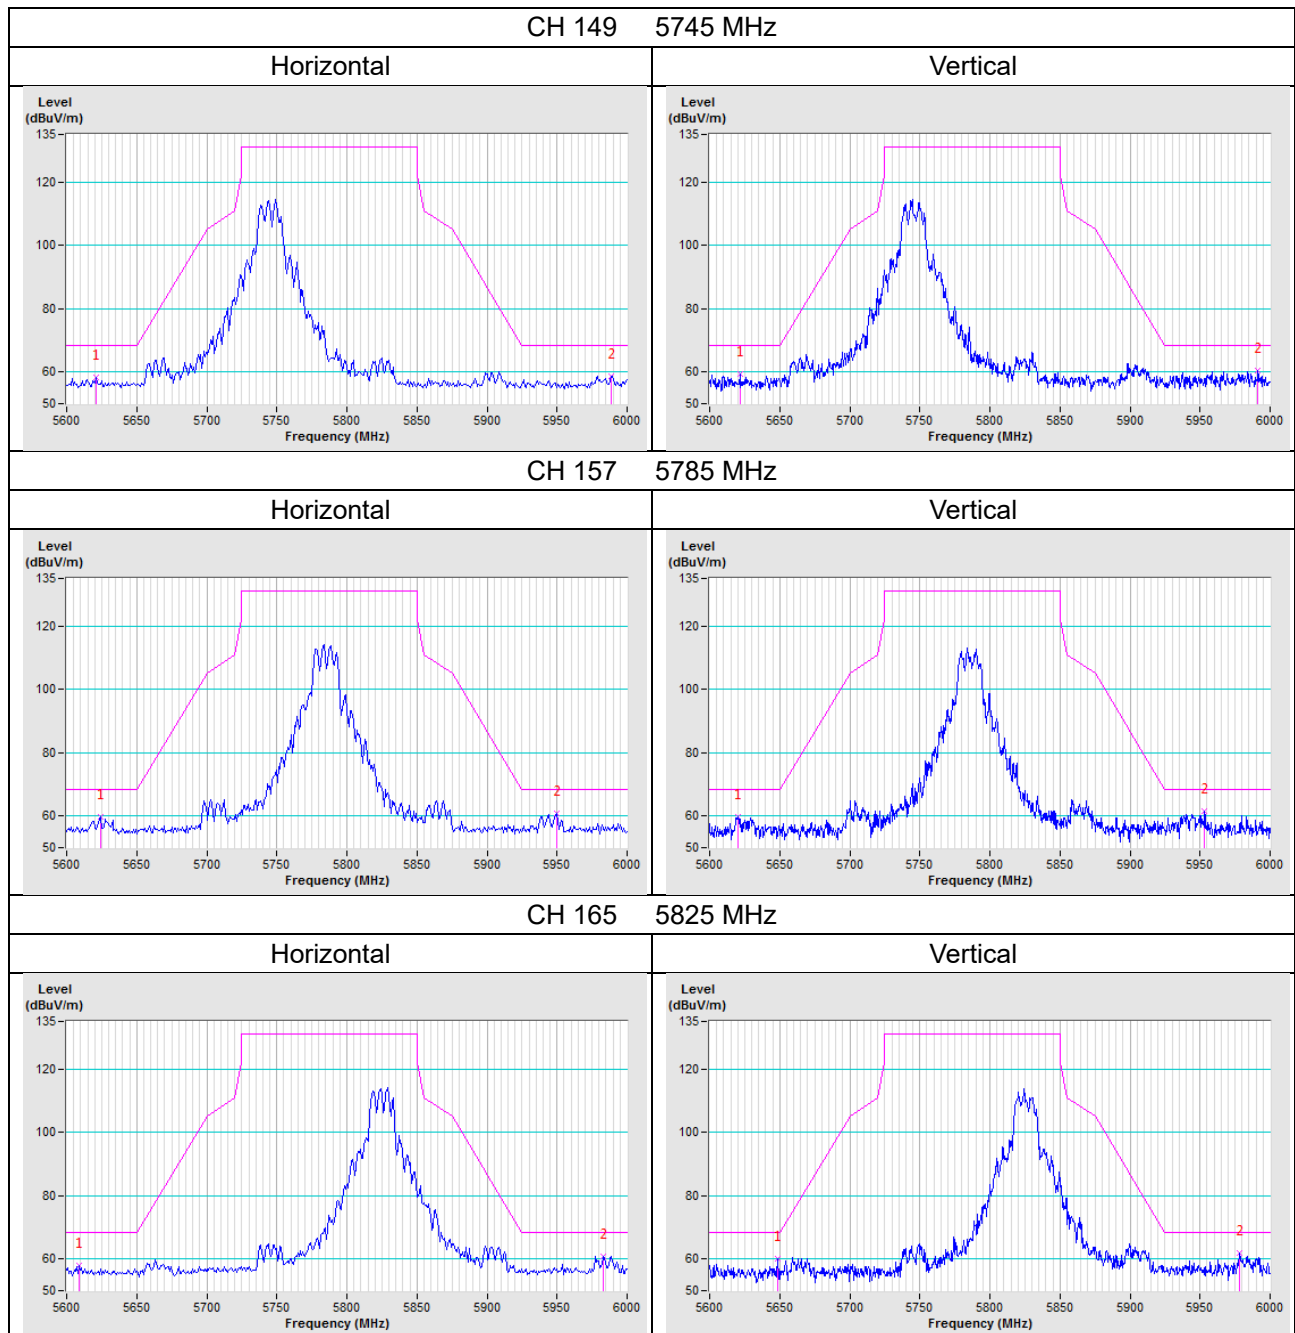 CH 149 5745 MHz
Horizontal Vertical
Level Level
(dBuV/m) (dBuV/m)
135 135
120 120
100 100
80 80
1 2 1 2
60 60
50 50
5600 5650 5700 5750 5800 5850 5900 5950 6000 5600 5650 5700 5750 5800 5850 5900 5950 6000
Frequency (MHz) Frequency (MHz)
CH 157 5785 MHz
Horizontal Vertical
Level Level
(dBuV/m) (dBuV/m)
135 135
120 120
100 100
80 80
1 2 1 2
60 60
50 50
5600 5650 5700 5750 5800 5850 5900 5950 6000 5600 5650 5700 5750 5800 5850 5900 5950 6000
Frequency (MHz) Frequency (MHz)
CH 165 5825 MHz
Horizontal Vertical
Level Level
(dBuV/m) (dBuV/m)
135 135
120 120
100 100
80 80
1 2 1 2
60 60
50 50
5600 5650 5700 5750 5800 5850 5900 5950 6000 5600 5650 5700 5750 5800 5850 5900 5950 6000
Frequency (MHz) Frequency (MHz)